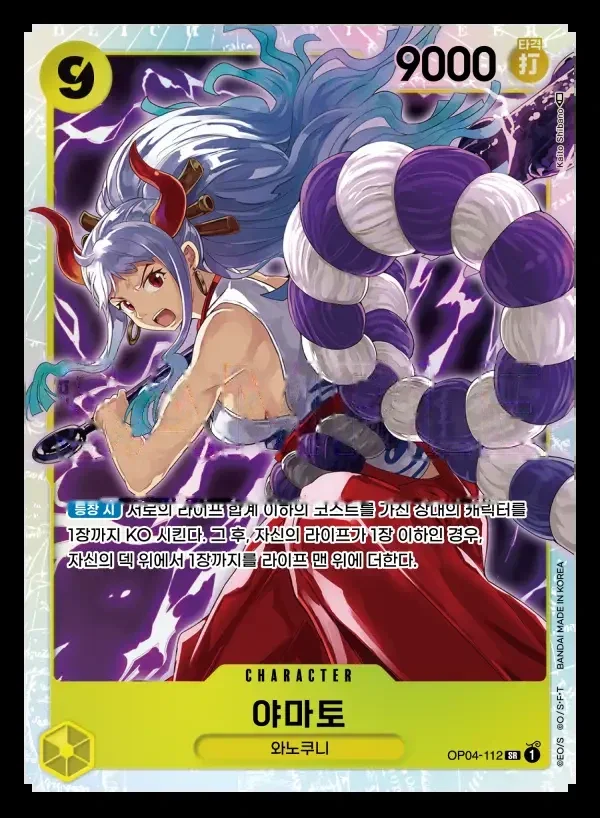 9
9000
타격
打
Kaito Shibano
등장 시 서로의 라이프 합계 이하의 코스트를 가진 상대의 캐릭터를
1장까지 KO 시킨다. 그 후, 자신의 라이프가 1장 이하인 경우,
자신의 덱 위에서 1장까지를 라이프 맨 위에 더한다.
CHARACTER
야마토
와노쿠니
OP04-112 SR 1
©E.O/S ©O/S·F·T BANDAI MADE IN KOREA